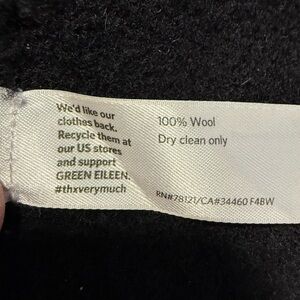 We'd like our
clothes back.
Recycle them at
our US stores
and support
GREEN EILEEN.
#thxverymuch
100% Wool
Dry clean only
RN#78121/CA#34460 F4BW